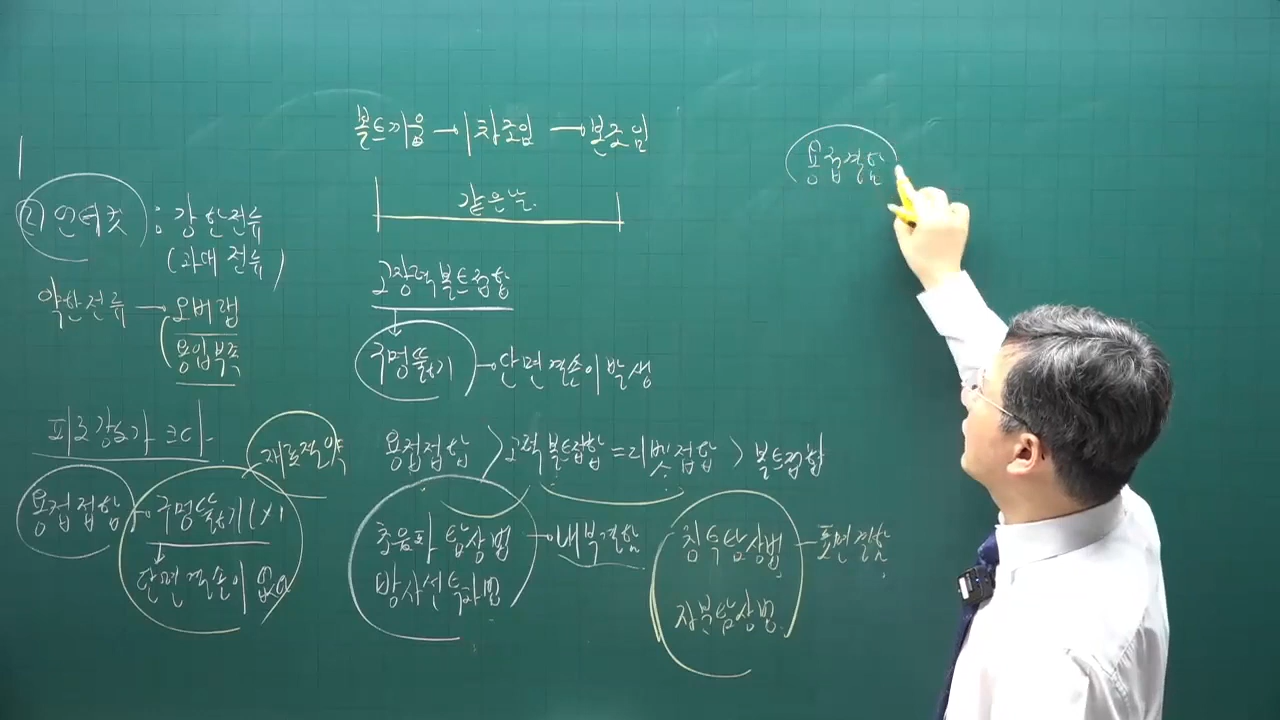 2) 언더컷 : 강한전류
(과대 전류)
약한전류 → 오버랩
용입부족
피로강도가 크다.
재료절약
용접접합 → 구멍뚫기(X)
단면결손이 없다
볼트끼움 → 1차조임 → 본조임
같은날.
고장력볼트접합
구멍뚫기 → 단면결손이 발생
용접접합 > 고력볼트접합 = 리벳접합 > 볼트접합
초음파 탐상법 → 내부결함
방사선투과법
침투탐상법 — 표면결함
자분탐상법.
용접결함